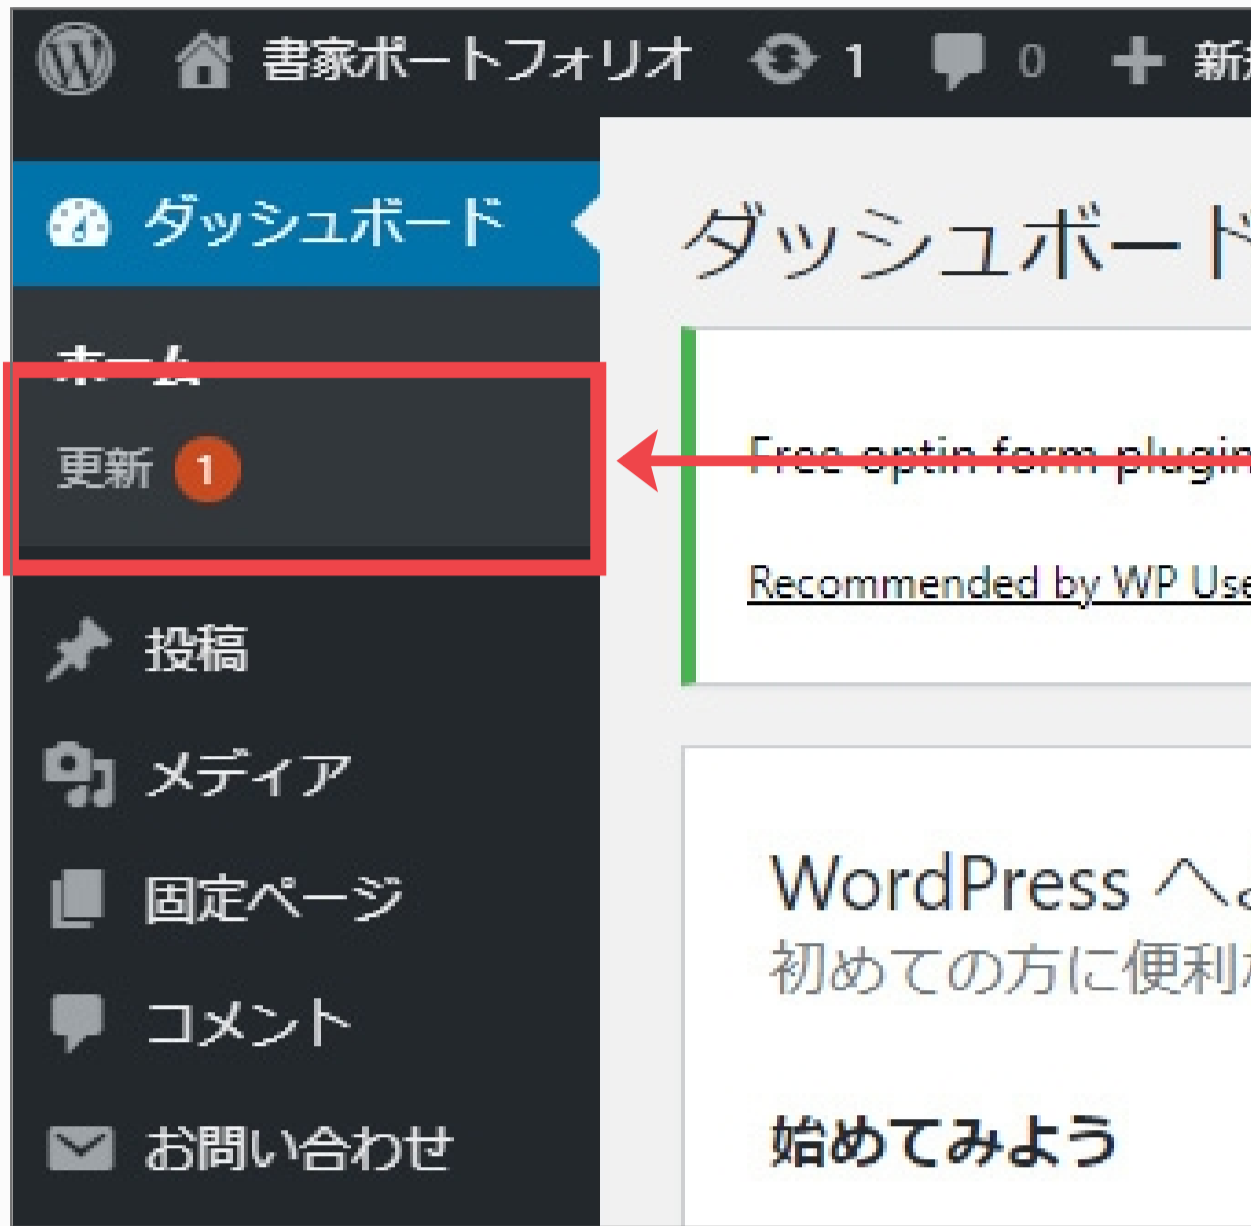 書家ポートフォリオ 1 0 新
ダッシュボード
ホーム
更新 1
投稿
メディア
固定ページ
コメント
お問い合わせ
ダッシュボード
Free optin form plugin
Recommended by WP Use
WordPress へ
初めての方に便利
始めてみよう